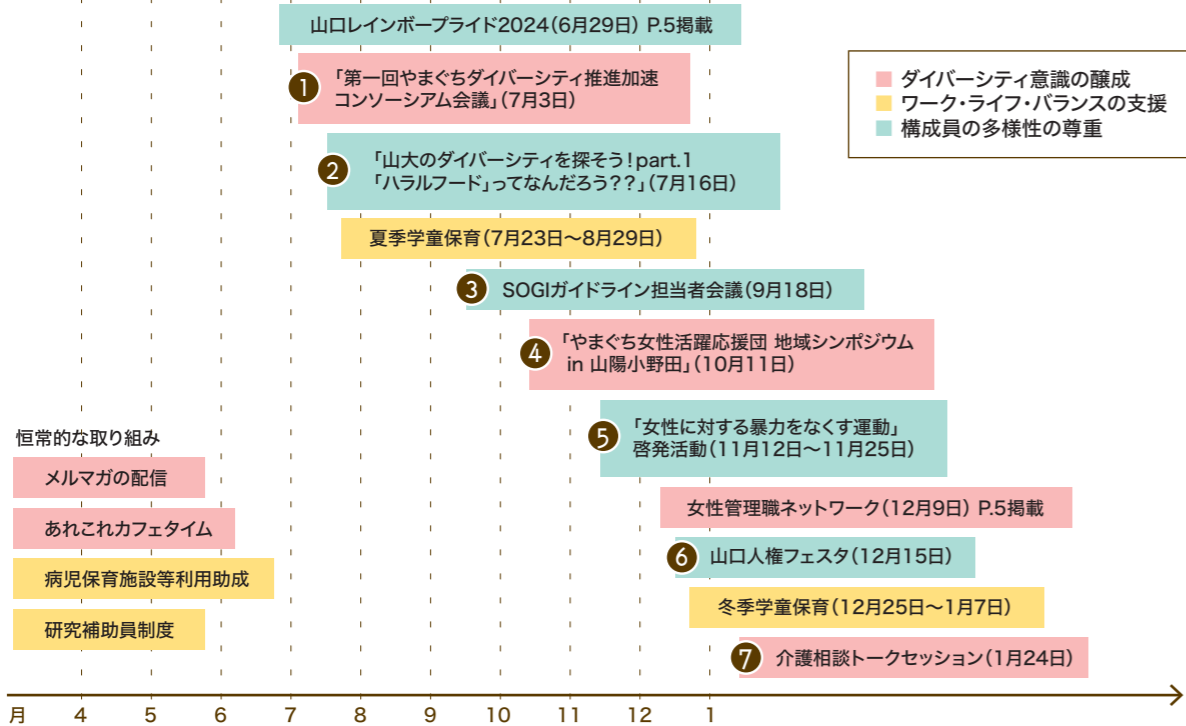 山口レインボープライド2024(6月29日) P.5掲載
❶
「第一回やまぐちダイバーシティ推進加速
コンソーシアム会議」(7月3日)
ダイバーシティ意識の醸成
ワーク・ライフ・バランスの支援
構成員の多様性の尊重
❷
「山大のダイバーシティを探そう!part.1
「ハラルフード」ってなんだろう??」(7月16日)
夏季学童保育(7月23日〜8月29日)
❸ SOGIガイドライン担当者会議(9月18日)
❹
「やまぐち女性活躍応援団 地域シンポジウム
in 山陽小野田」(10月11日)
❺
「女性に対する暴力をなくす運動」
啓発活動(11月12日〜11月25日)
恒常的な取り組み
メルマガの配信
あれこれカフェタイム
病児保育施設等利用助成
研究補助員制度
女性管理職ネットワーク(12月9日) P.5掲載
❻ 山口人権フェスタ(12月15日)
冬季学童保育(12月25日〜1月7日)
❼ 介護相談トークセッション(1月24日)
月 4 5 6 7 8 9 10 11 12 1